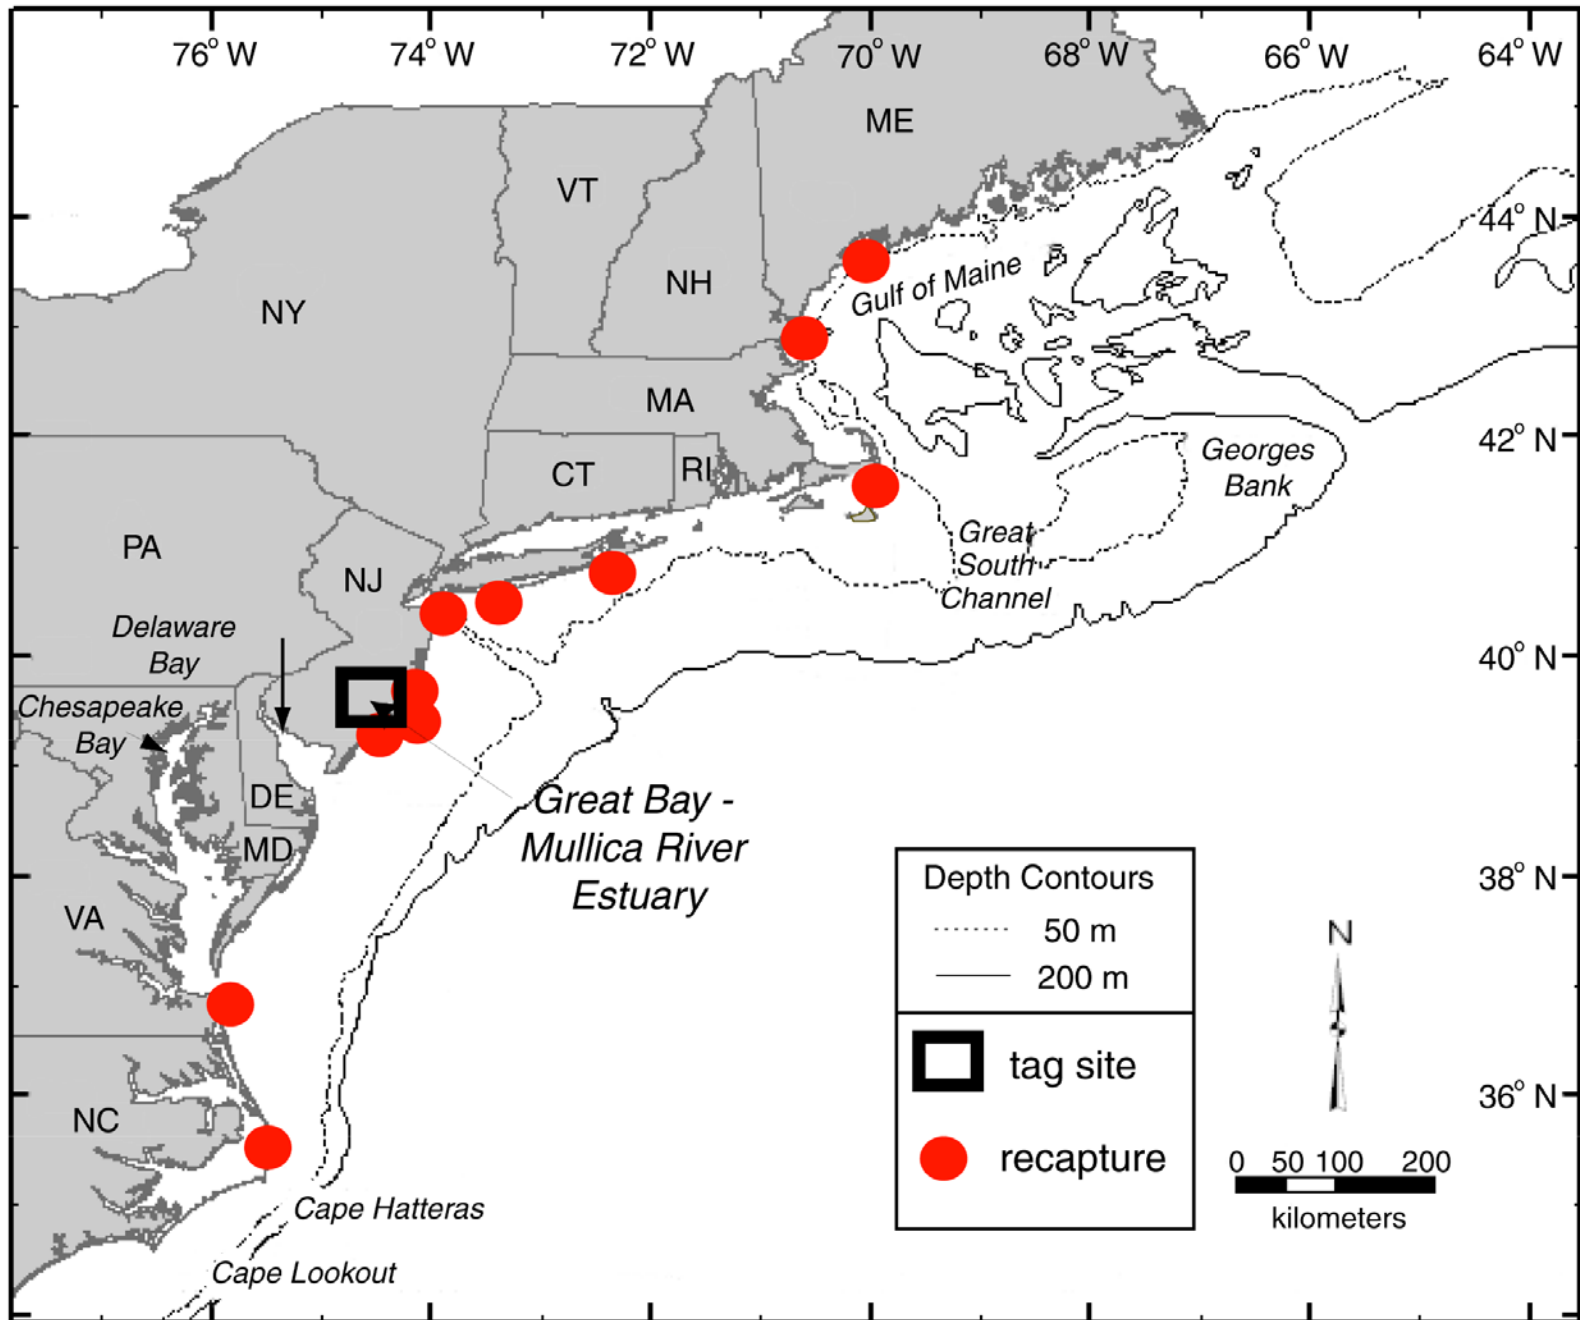 76° W 74° W 72° W 70° W 68° W 66° W 64° W
ME
VT
44° N
NH
Gulf of Maine
NY
MA
42° N
Georges
Bank
CT
RI
Great
South
Channel
PA
NJ
Delaware
Bay
40° N
Chesapeake
Bay
DE
Great Bay -
Mullica River
Estuary
MD
38° N
Depth Contours
50 m
200 m
VA
N
tag site
36° N
NC
recapture
0 50 100 200
kilometers
Cape Hatteras
Cape Lookout